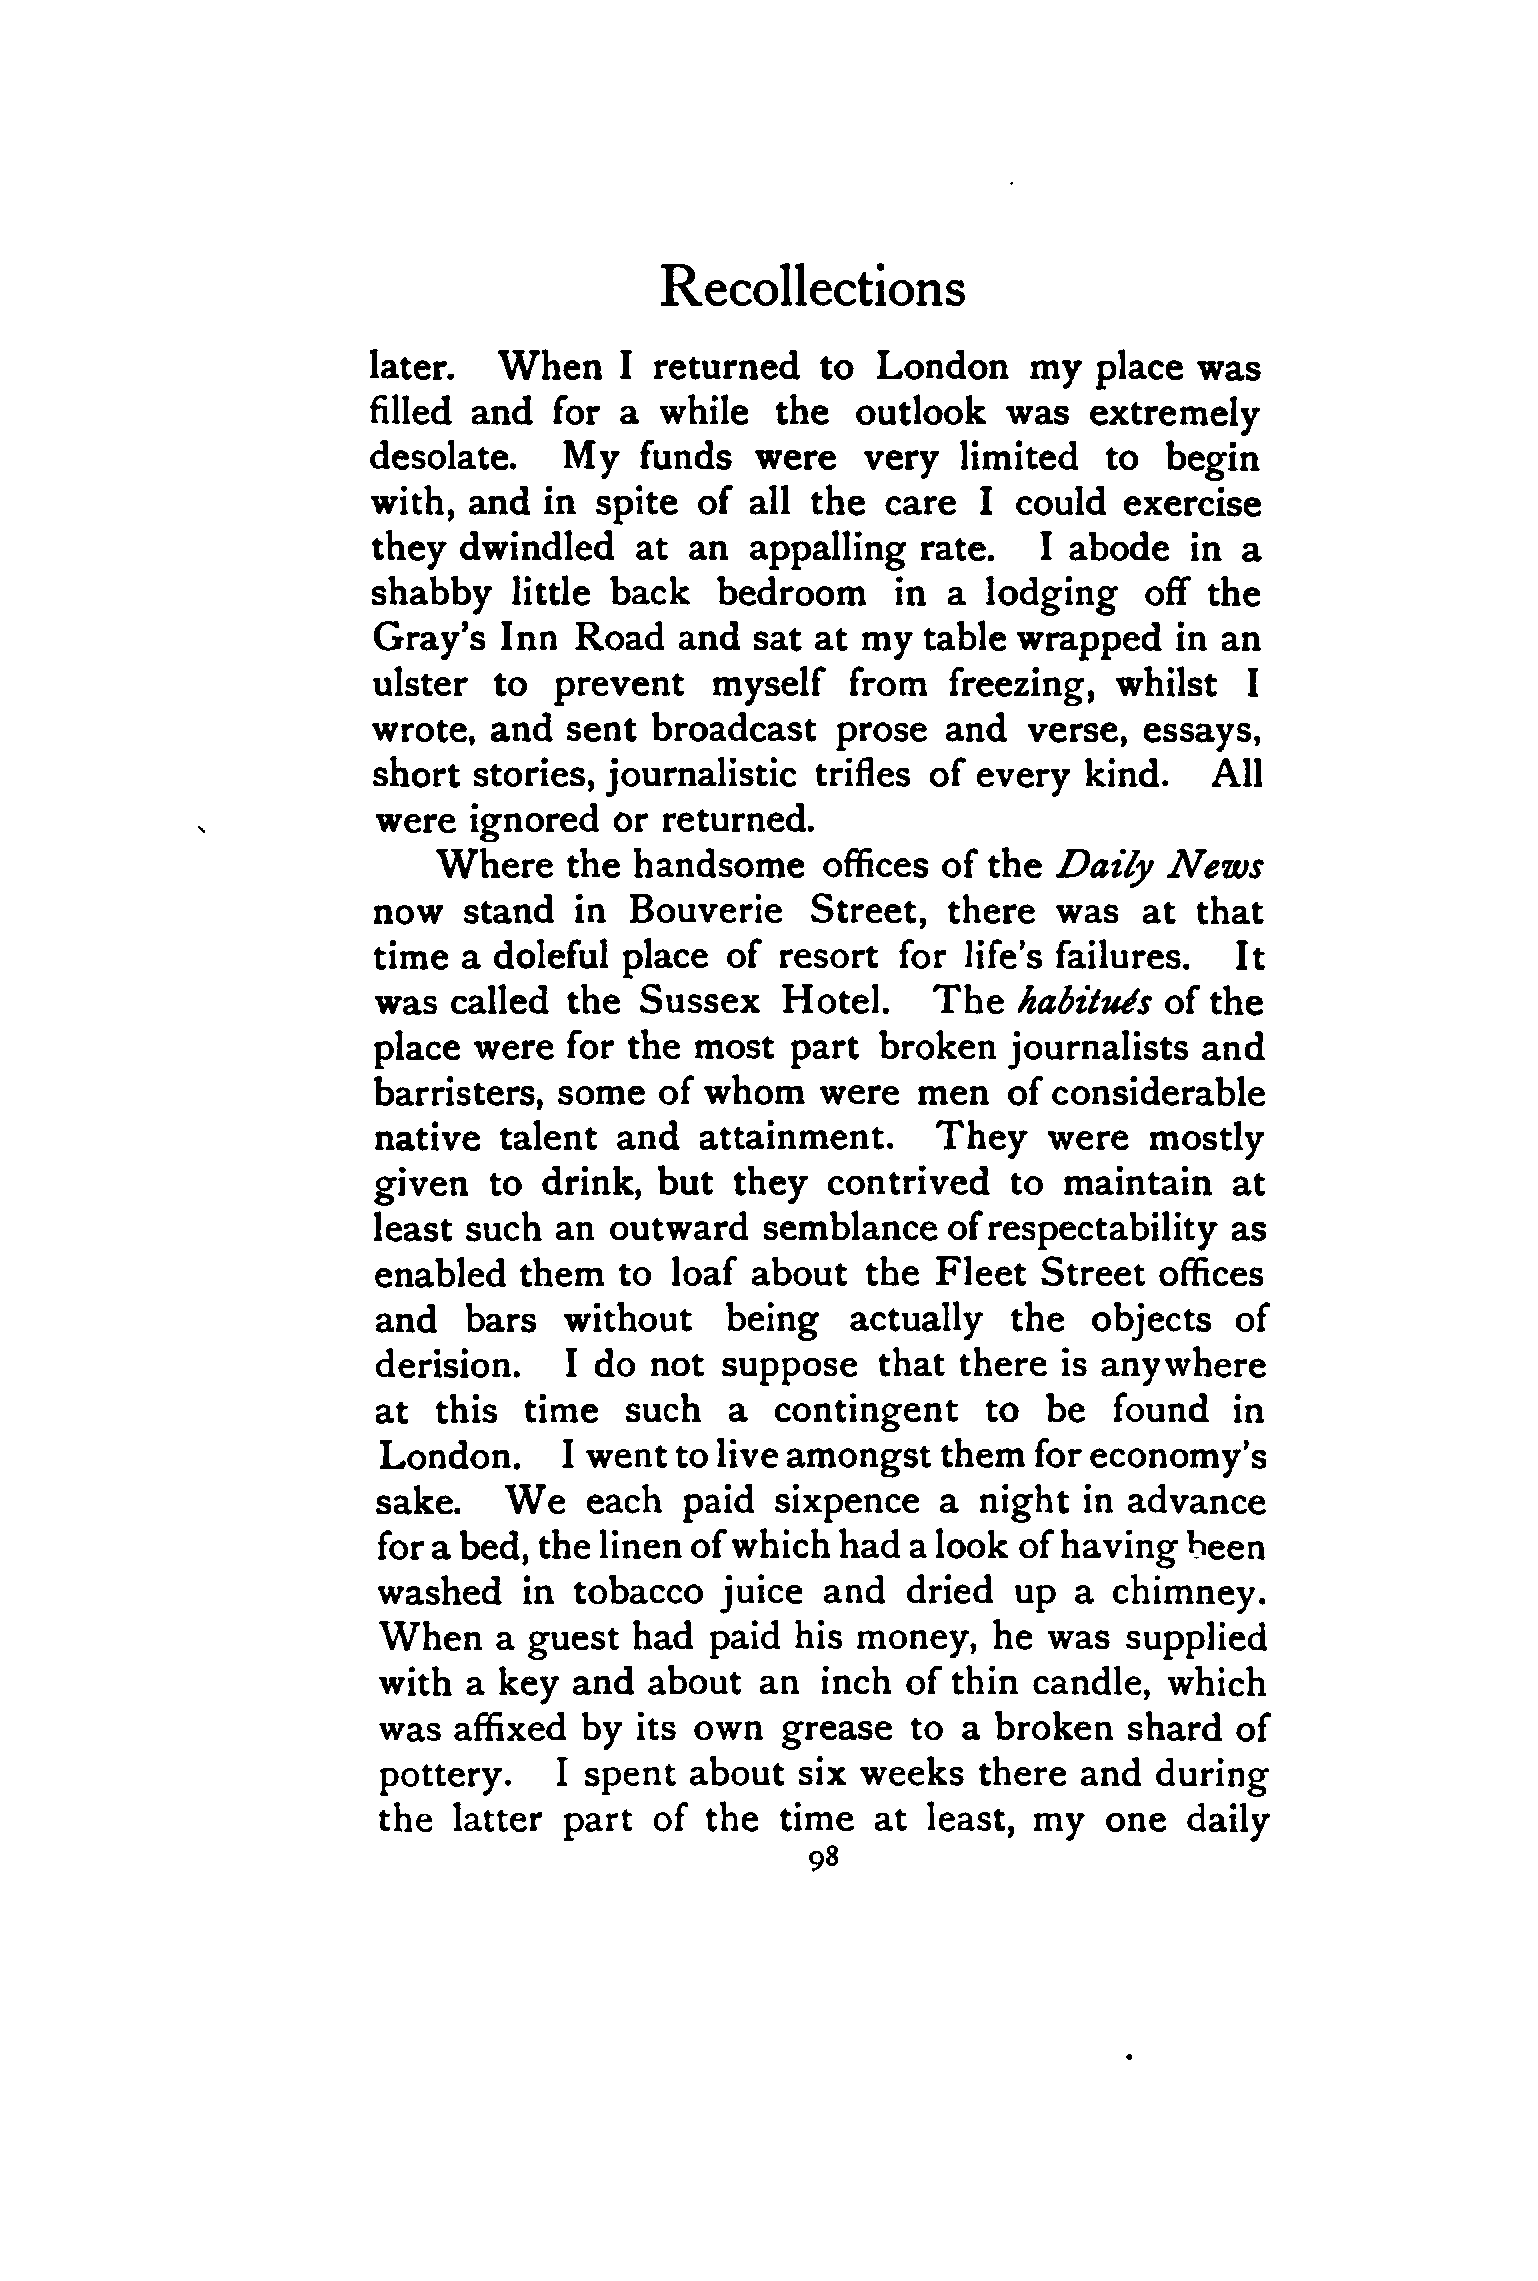 Recollections
later. When I returned to London my place was
filled and for a while the outlook was extremely
desolate. My funds were very limited to begin
with, and in spite of all the care I could exercise
they dwindled at an appalling rate. I abode in a
shabby little back bedroom in a lodging off the
Gray's Inn Road and sat at my table wrapped in an
ulster to prevent myself from freezing, whilst I
wrote, and sent broadcast prose and verse, essays,
short stories, journalistic trifles of every kind. All
were ignored or returned.
Where the handsome offices of the Daily News
now stand in Bouverie Street, there was at that
time a doleful place of resort for life's failures. It
was called the Sussex Hotel. The habitués of the
place were for the most part broken journalists and
barristers, some of whom were men of considerable
native talent and attainment. They were mostly
given to drink, but they contrived to maintain at
least such an outward semblance of respectability as
enabled them to loaf about the Fleet Street offices
and bars without being actually the objects of
derision. I do not suppose that there is anywhere
at this time such a contingent to be found in
London. I went to live amongst them for economy's
sake. We each paid sixpence a night in advance
for a bed, the linen of which had a look of having been
washed in tobacco juice and dried up a chimney.
When a guest had paid his money, he was supplied
with a key and about an inch of thin candle, which
was affixed by its own grease to a broken shard of
pottery. I spent about six weeks there and during
the latter part of the time at least, my one daily
98